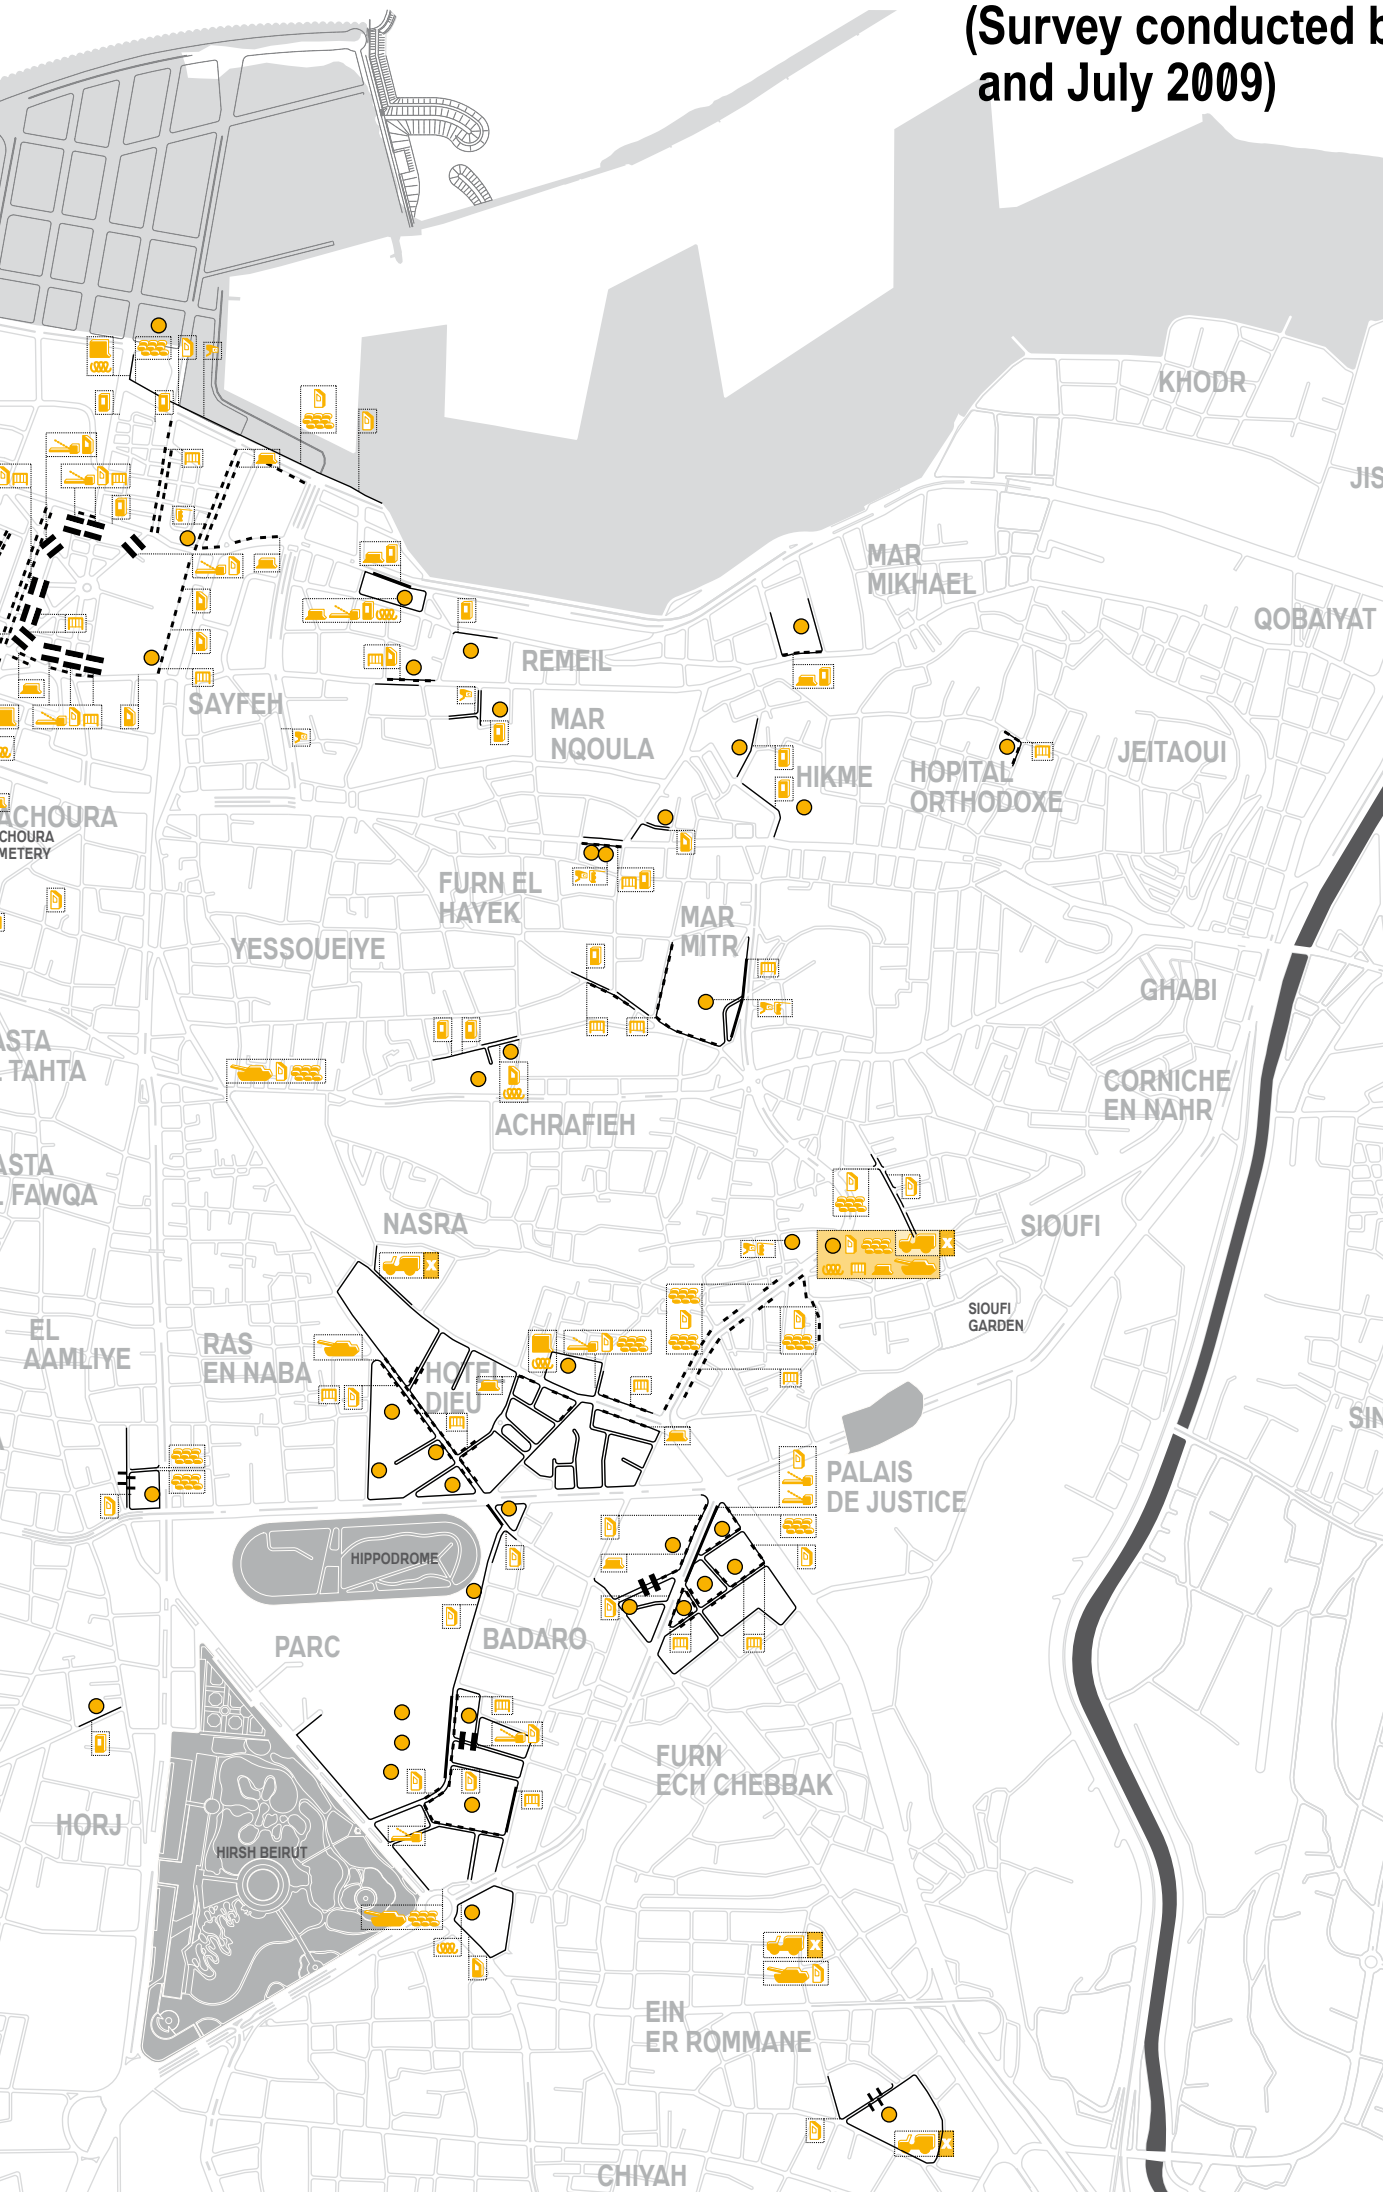 (Survey conducted b
and July 2009)
KHODR
JIS
MAR
MIKHAEL
QOBAIYAT
REMEIL
SAYFEH
MAR
NQOULA
JEITAOUI
HIKME
HOPITAL
ORTHODOXE
ACHOURA
CHOURA
METERY
FURN EL
HAYEK
MAR
MITR
YESSOUEIYE
GHABI
ASTA
TAHTA
CORNICHE
EN NAHR
ACHRAFIEH
ASTA
FAWQA
NASRA
SIOUFI
X
X
SIOUFI
GARDEN
EL
AAMLIYE
RAS
EN NABA
HOTEL
DIEU
SIN
PALAIS
DE JUSTICE
HIPPODROME
PARC
BADARO
FURN
ECH CHEBBAK
HORJ
HIRSH BEIRUT
X
EIN
ER ROMMANE
X
CHIYAH